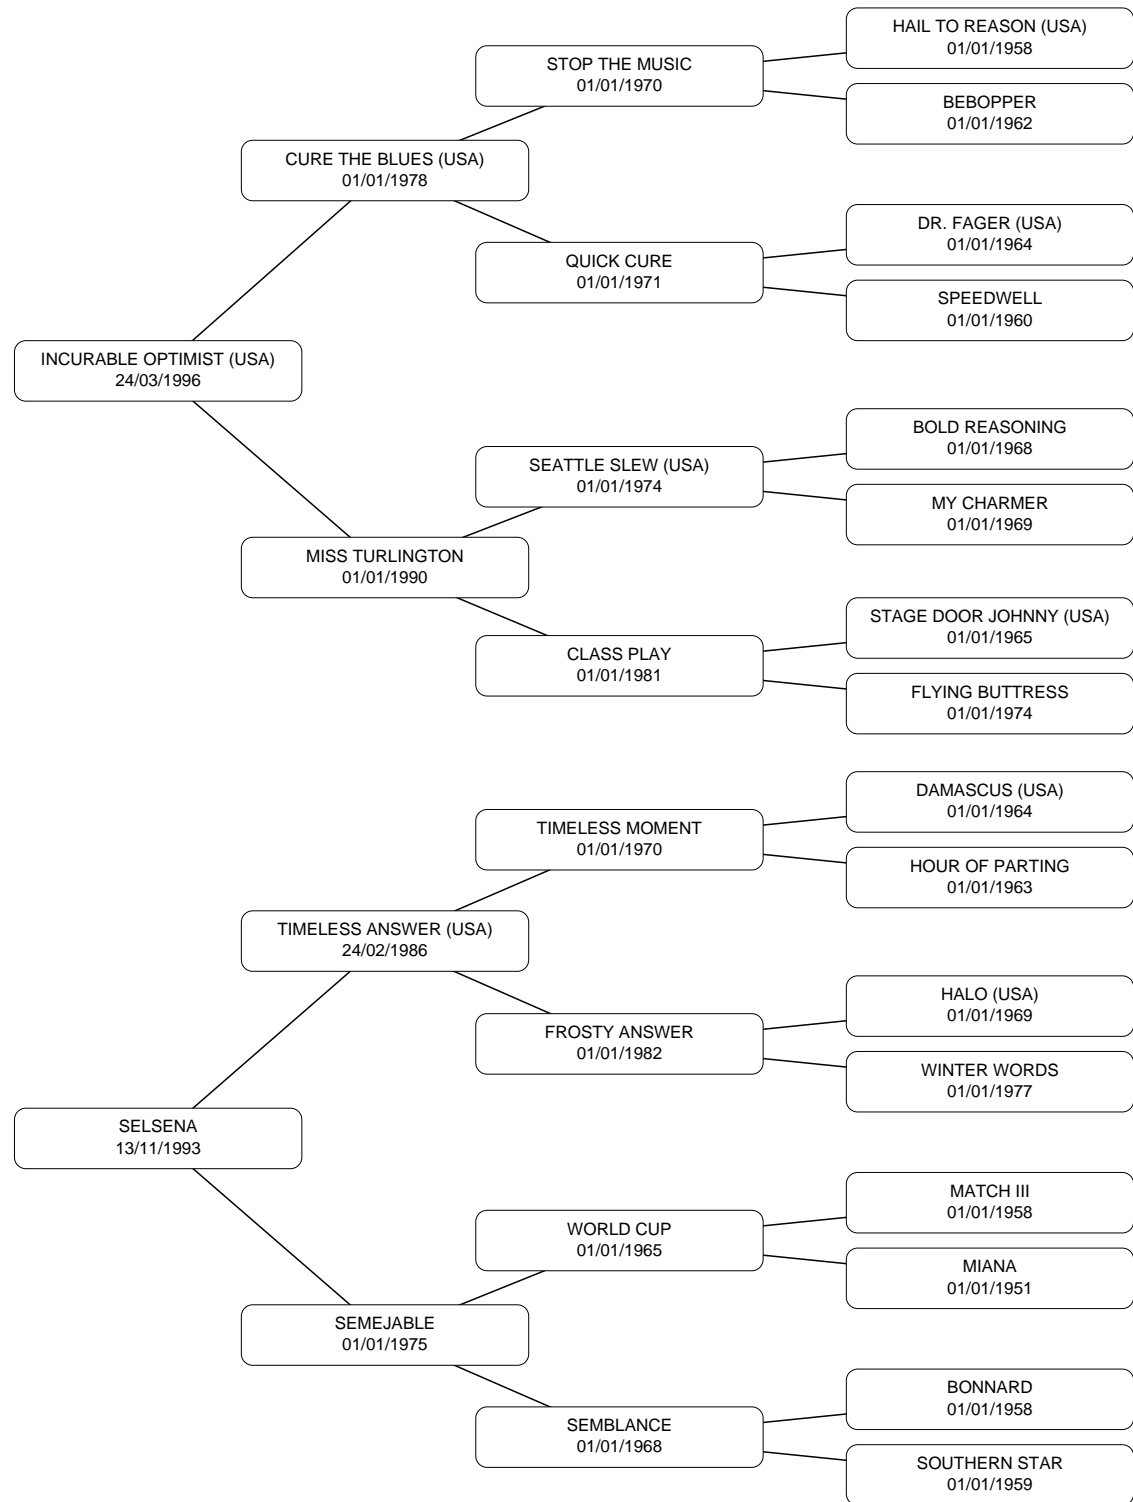 HAIL TO REASON (USA)
01/01/1958
STOP THE MUSIC
01/01/1970
BEBOPPER
01/01/1962
CURE THE BLUES (USA)
01/01/1978
DR. FAGER (USA)
01/01/1964
QUICK CURE
01/01/1971
SPEEDWELL
01/01/1960
INCURABLE OPTIMIST (USA)
24/03/1996
BOLD REASONING
01/01/1968
SEATTLE SLEW (USA)
01/01/1974
MY CHARMER
01/01/1969
MISS TURLINGTON
01/01/1990
STAGE DOOR JOHNNY (USA)
01/01/1965
CLASS PLAY
01/01/1981
FLYING BUTTRESS
01/01/1974
DAMASCUS (USA)
01/01/1964
TIMELESS MOMENT
01/01/1970
HOUR OF PARTING
01/01/1963
TIMELESS ANSWER (USA)
24/02/1986
HALO (USA)
01/01/1969
FROSTY ANSWER
01/01/1982
WINTER WORDS
01/01/1977
SELSENA
13/11/1993
MATCH III
01/01/1958
WORLD CUP
01/01/1965
MIANA
01/01/1951
SEMEJABLE
01/01/1975
BONNARD
01/01/1958
SEMBLANCE
01/01/1968
SOUTHERN STAR
01/01/1959